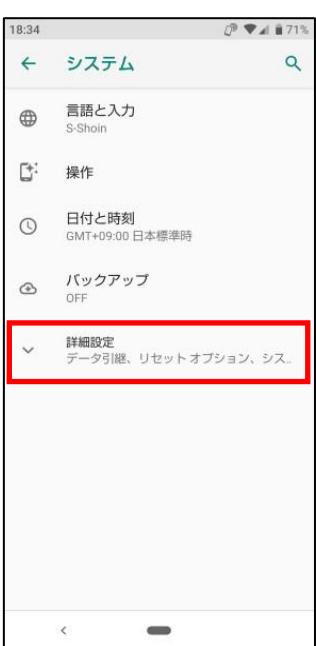 18:34
71%
システム
言語と入力
S-Shoin
操作
日付と時刻
GMT+09:00 日本標準時
バックアップ
OFF
詳細設定
データ引継、リセット オプション、シス..